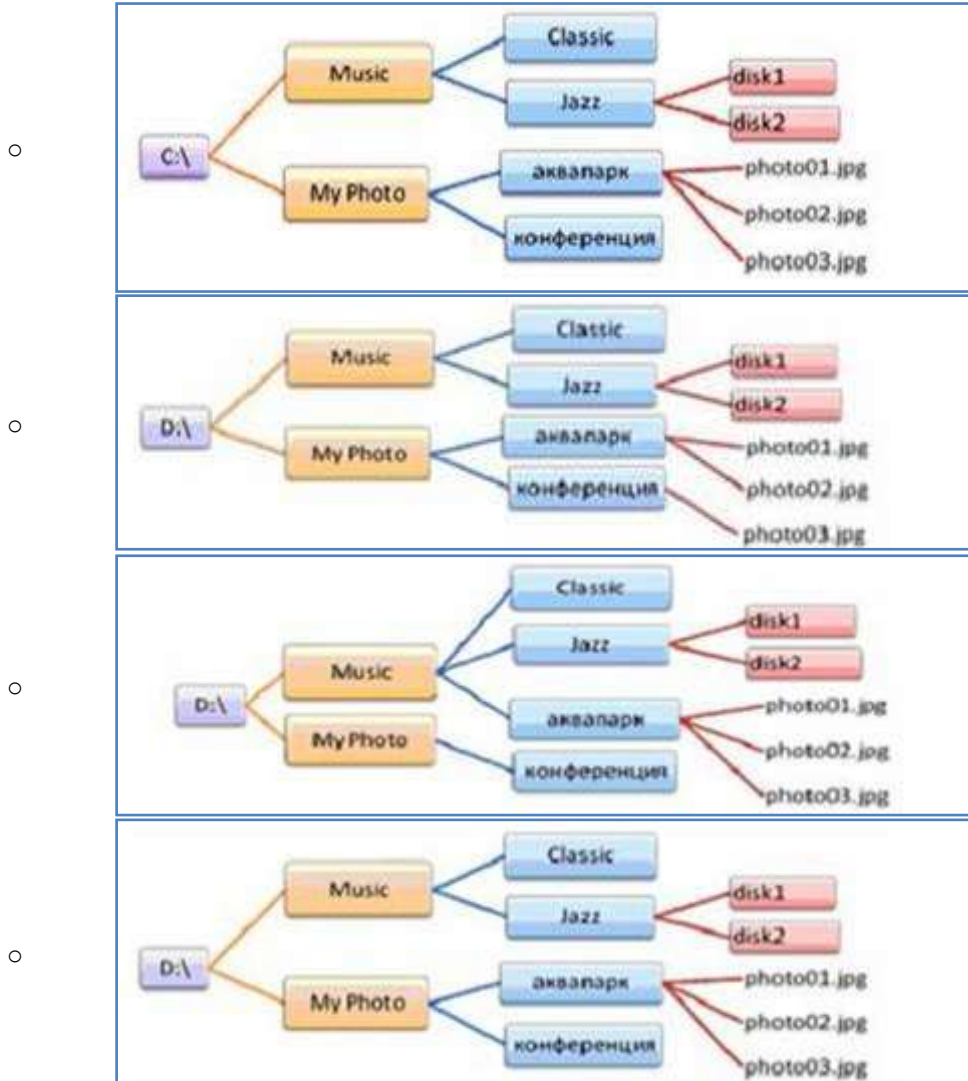 Classic
Music
disk1
Jazz
disk2
C:\
аквапарк
photo01.jpg
My Photo
photo02.jpg
конференция
photo03.jpg
Classic
Music
disk1
Jazz
disk2
D:\
аквапарк
photo01.jpg
My Photo
конференция
photo02.jpg
photo03.jpg
Classic
disk1
Jazz
disk2
Music
D:\
аквапарк
photo01.jpg
My Photo
photo02.jpg
конференция
photo03.jpg
Classic
Music
disk1
Jazz
disk2
D:\
аквапарк
photo01.jpg
My Photo
photo02.jpg
конференция
photo03.jpg